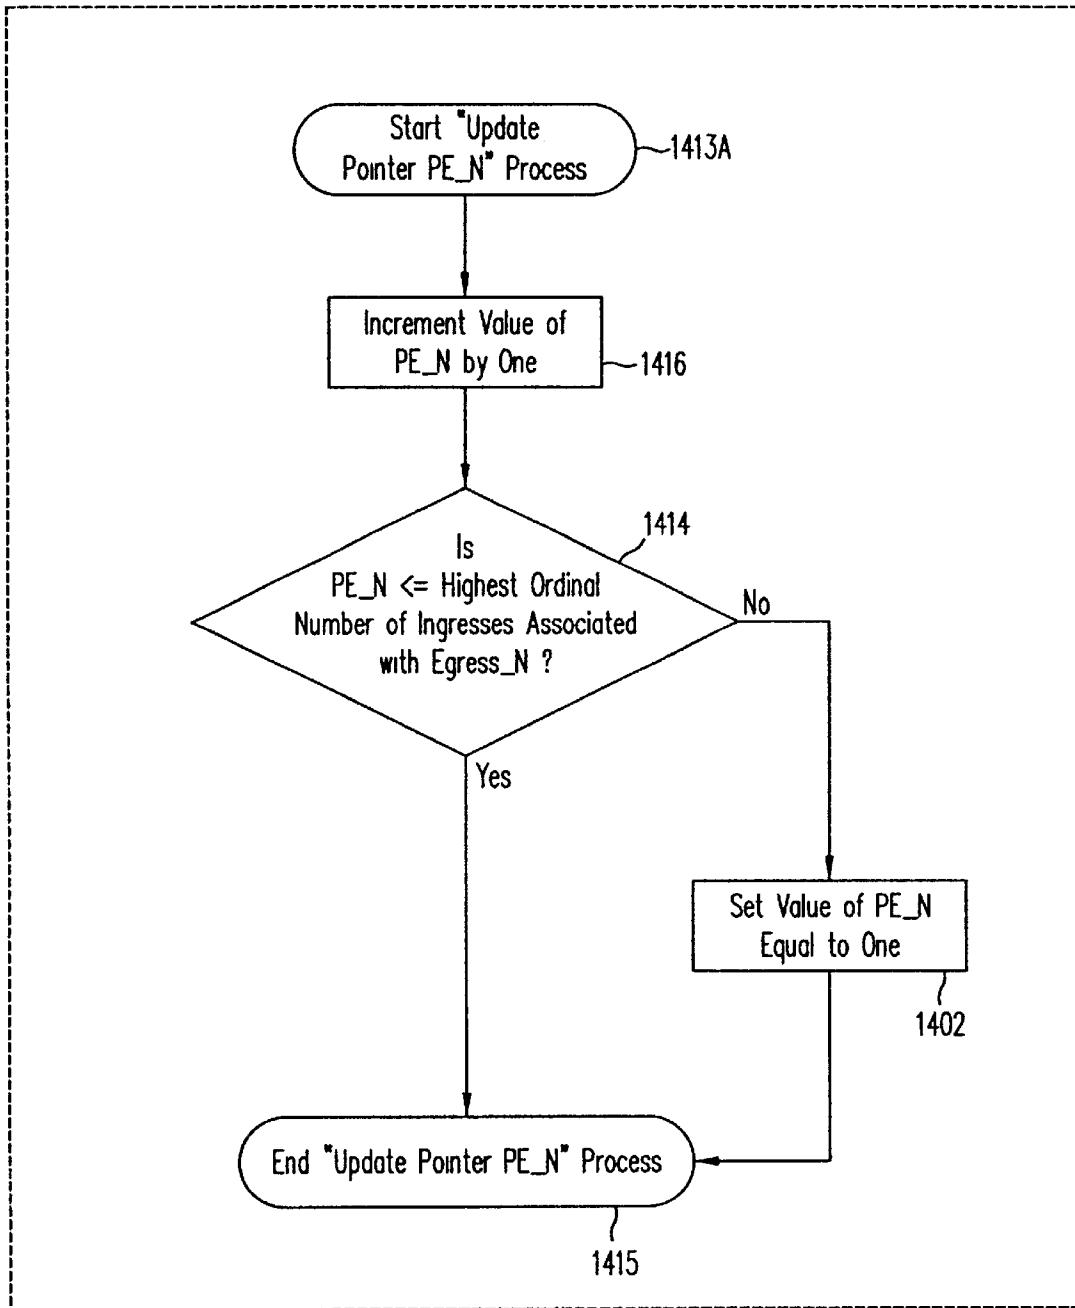 Start "Update
Pointer PE_N" Process
1413A
Increment Value of
PE_N by One
1416
1414
Is
PE_N <= Highest Ordinal
Number of Ingresses Associated
with Egress_N ?
No
Yes
Set Value of PE_N
Equal to One
1402
End "Update Pointer PE_N" Process
1415